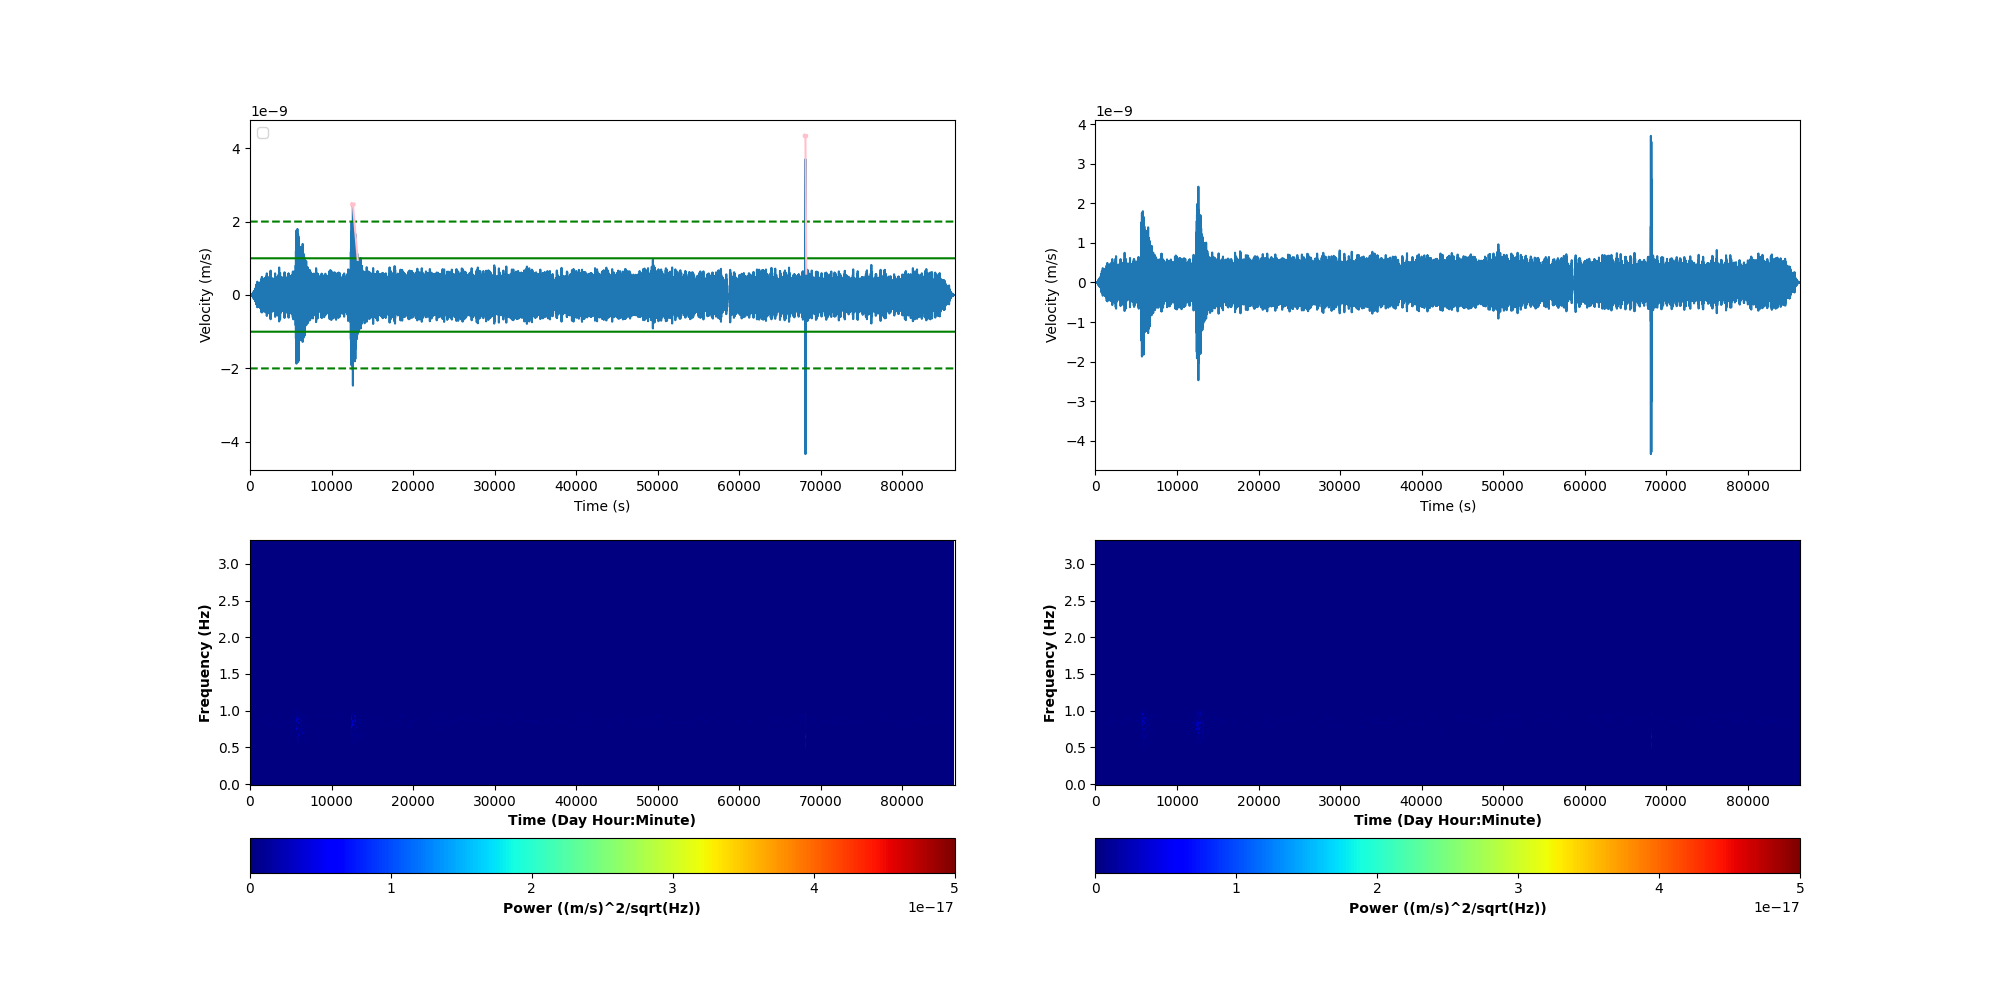 1e−9
4
2
0
−2
−4
Velocity (m/s)
0 10000 20000 30000 40000 50000 60000 70000 80000
Time (s)
1e−9
4
3
2
1
0
−1
−2
−3
−4
Velocity (m/s)
0 10000 20000 30000 40000 50000 60000 70000 80000
Time (s)
3.0
2.5
2.0
1.5
1.0
0.5
0.0
Frequency (Hz)
0 10000 20000 30000 40000 50000 60000 70000 80000
Time (Day Hour:Minute)
0 1 2 3 4 5
Power ((m/s)^2/sqrt(Hz))
1e−17
3.0
2.5
2.0
1.5
1.0
0.5
0.0
Frequency (Hz)
0 10000 20000 30000 40000 50000 60000 70000 80000
Time (Day Hour:Minute)
0 1 2 3 4 5
Power ((m/s)^2/sqrt(Hz))
1e−17